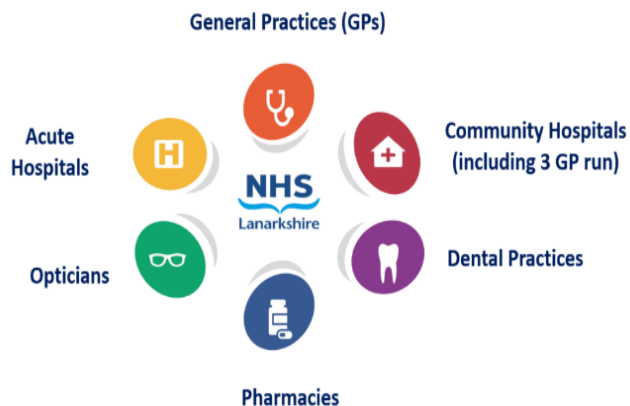 General Practices (GPs)
Acute
Hospitals
H
Community Hospitals
(including 3 GP run)
NHS
Lanarkshire
Opticians
Dental Practices
Pharmacies